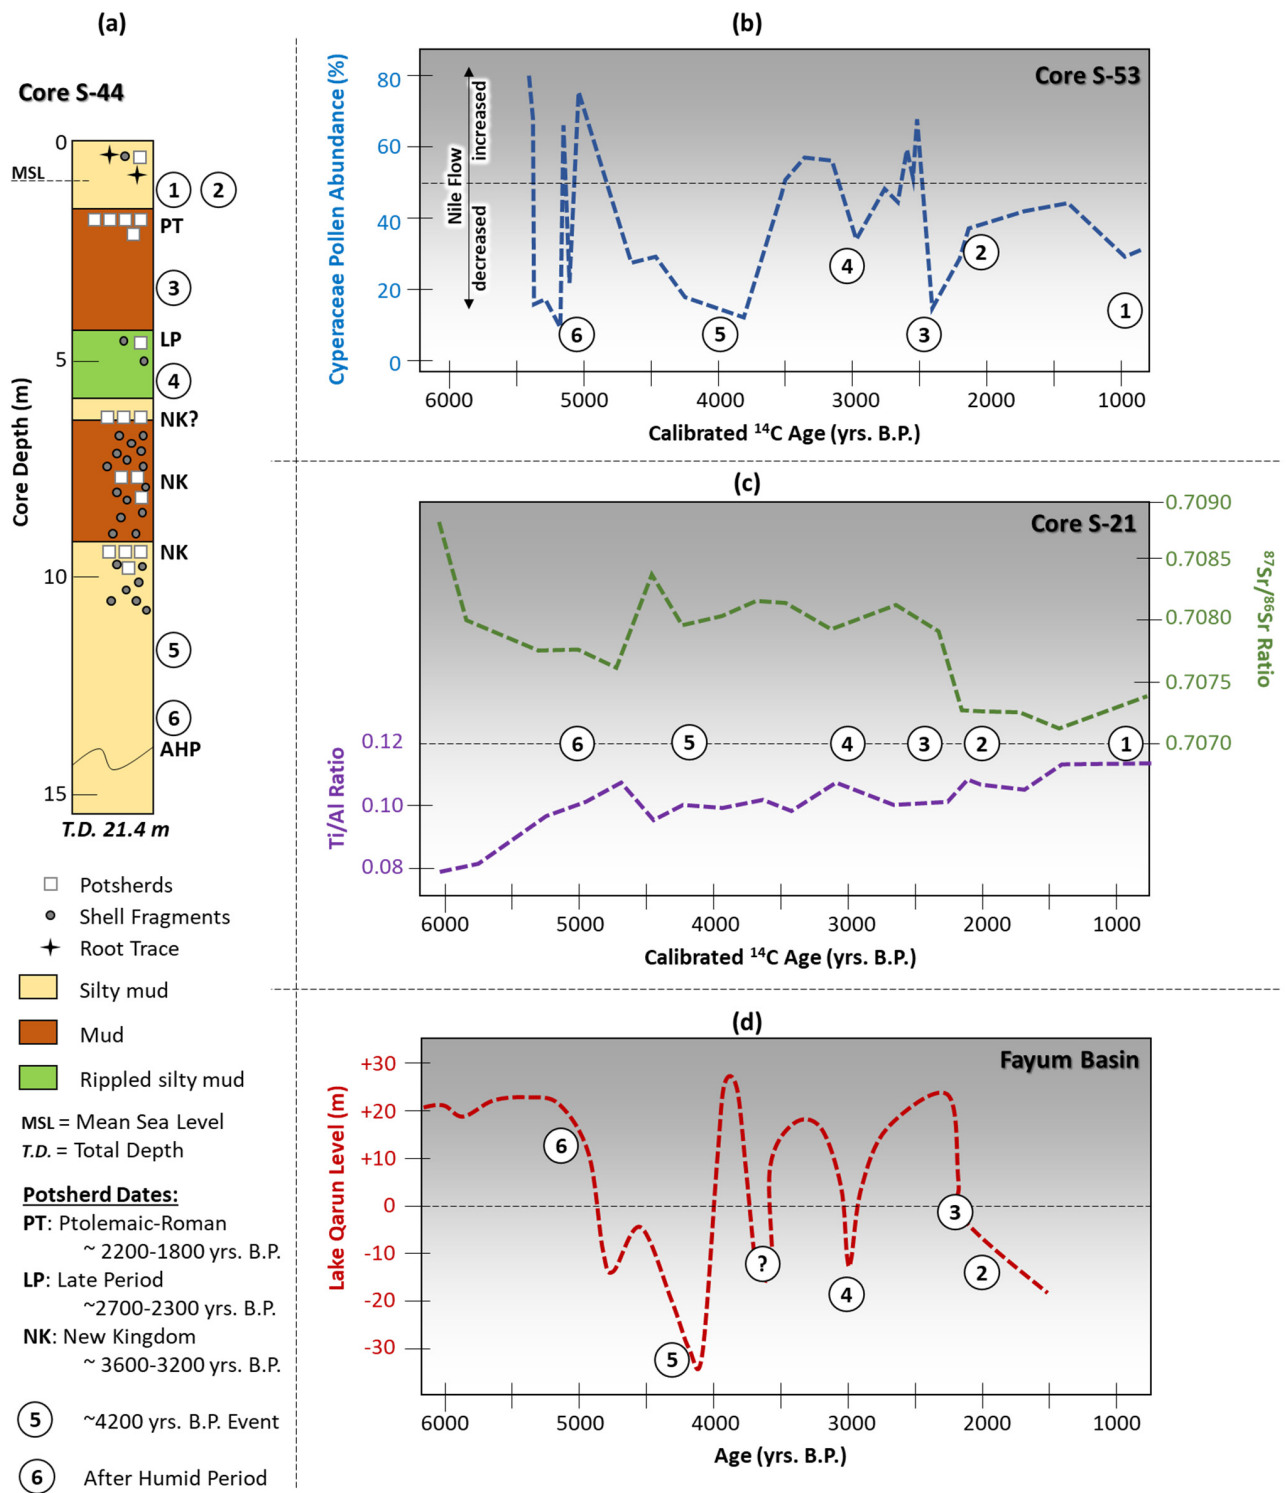 (a)
Core S-44
0
MSL
1 2
PT
3
LP
5
4
NK?
NK
NK
10
5
6
AHP
15
T.D. 21.4 m
Core Depth (m)
Potsherds
Shell Fragments
Root Trace
Silty mud
Mud
Rippled silty mud
MSL = Mean Sea Level
T.D. = Total Depth
Potsherd Dates:
PT: Ptolemaic-Roman
~ 2200-1800 yrs. B.P.
LP: Late Period
~2700-2300 yrs. B.P.
NK: New Kingdom
~ 3600-3200 yrs. B.P.
5 ~4200 yrs. B.P. Event
6 After Humid Period
(b)
Core S-53
Cyperaceae Pollen Abundance (%)
80
60
40
20
0
Nile Flow
increased
decreased
6 5 4 3 2 1
6000 5000 4000 3000 2000 1000
Calibrated ¹⁴C Age (yrs. B.P.)
(c)
Core S-21
0.7090
0.7085
0.7080
0.7075
0.7070
⁸⁷Sr/⁸⁶Sr Ratio
0.12
0.10
0.08
Ti/Al Ratio
6 5 4 3 2 1
6000 5000 4000 3000 2000 1000
Calibrated ¹⁴C Age (yrs. B.P.)
(d)
Fayum Basin
Lake Qarun Level (m)
+30
+20
+10
0
-10
-20
-30
6 5 ? 4 3 2
6000 5000 4000 3000 2000 1000
Age (yrs. B.P.)